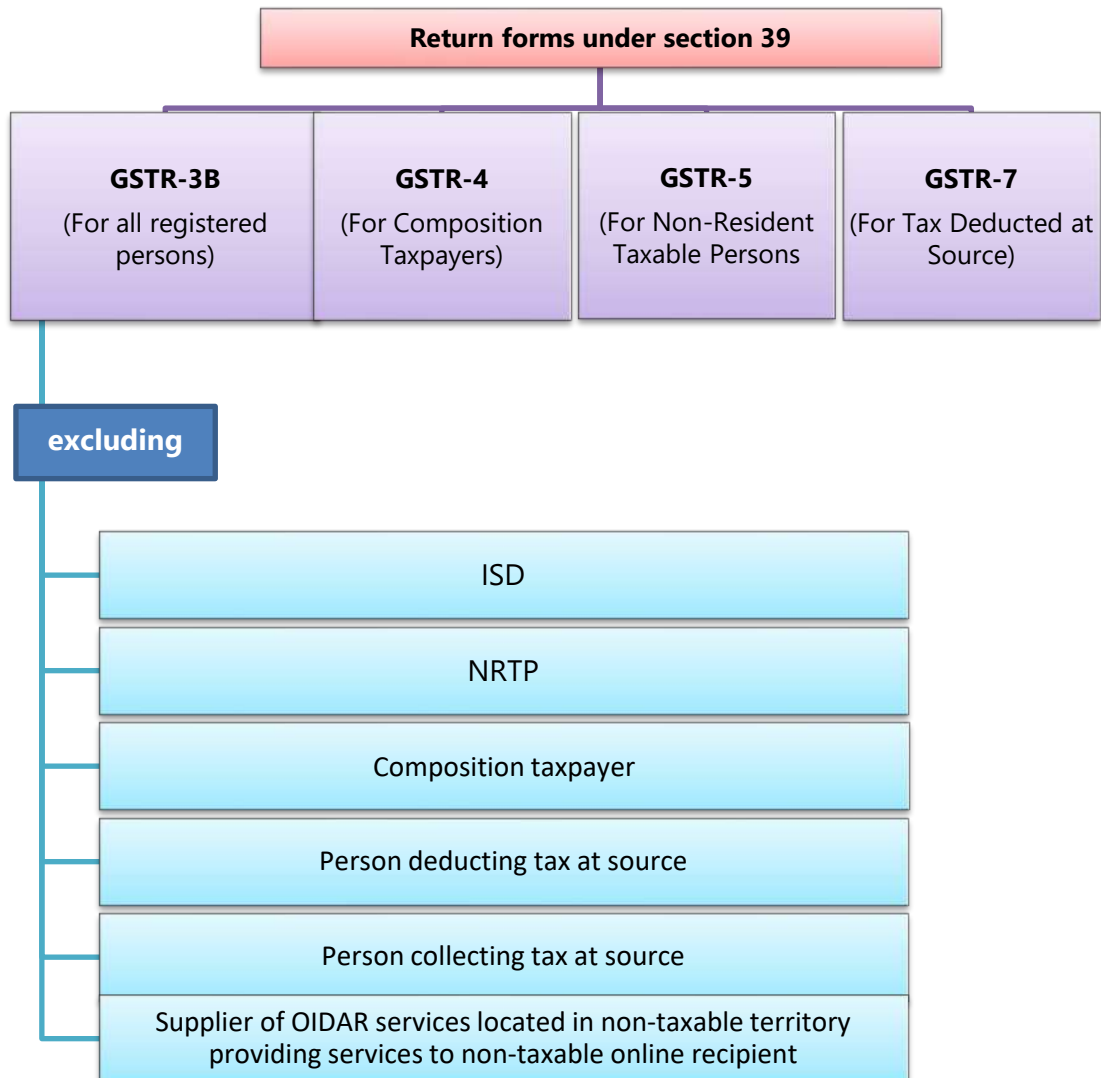 Return forms under section 39
GSTR-3B
(For all registered
persons)
GSTR-4
(For Composition
Taxpayers)
GSTR-5
(For Non-Resident
Taxable Persons
GSTR-7
(For Tax Deducted at
Source)
excluding
ISD
NRTP
Composition taxpayer
Person deducting tax at source
Person collecting tax at source
Supplier of OIDAR services located in non-taxable territory
providing services to non-taxable online recipient